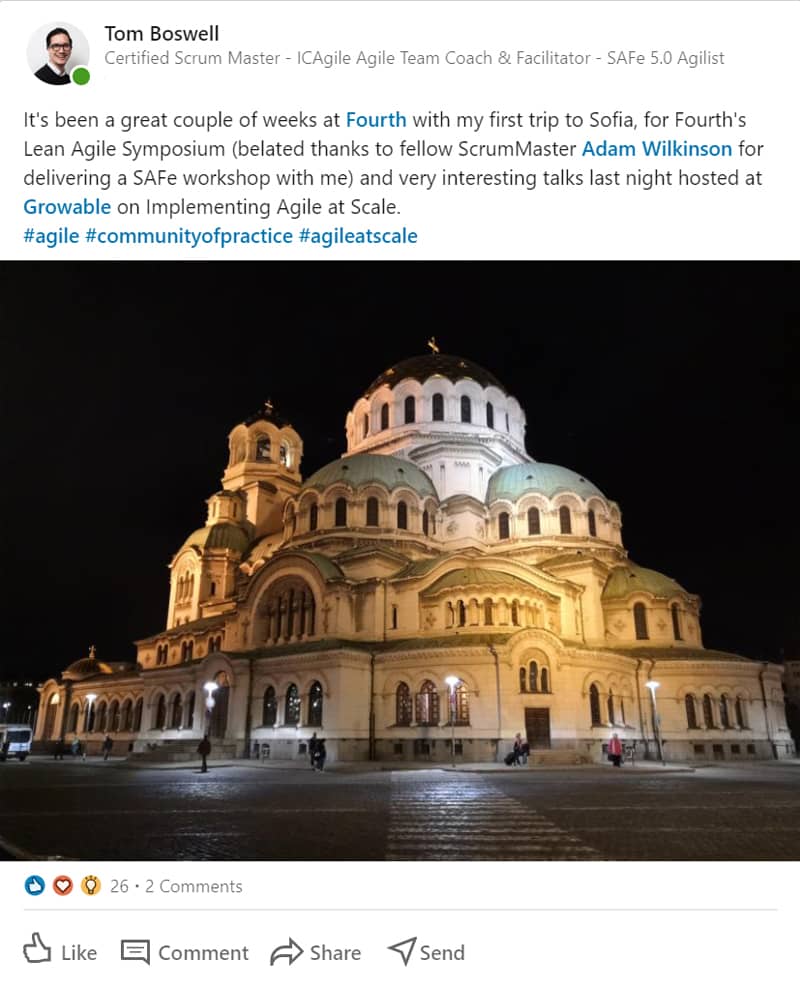 Tom Boswell
Certified Scrum Master - ICAgile Agile Team Coach & Facilitator - SAFe 5.0 Agilist
It's been a great couple of weeks at Fourth with my first trip to Sofia, for Fourth's
Lean Agile Symposium (belated thanks to fellow ScrumMaster Adam Wilkinson for
delivering a SAFe workshop with me) and very interesting talks last night hosted at
Growable on Implementing Agile at Scale.
#agile #communityofpractice #agileatscale
26 • 2 Comments
Like Comment Share Send